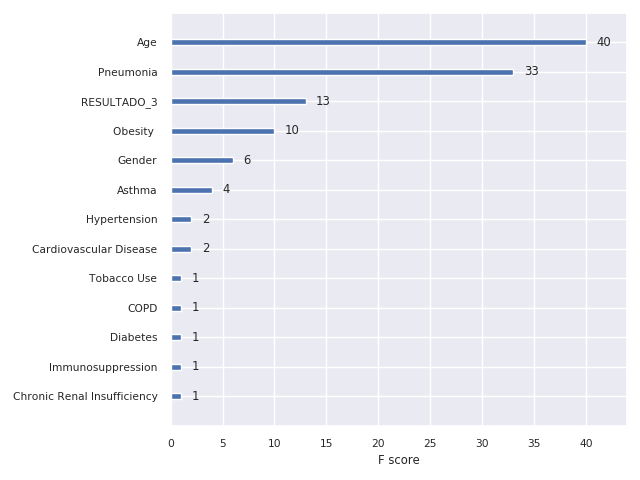 Age 40
Pneumonia 33
RESULTADO_3 13
Obesity 10
Gender 6
Asthma 4
Hypertension 2
Cardiovascular Disease 2
Tobacco Use 1
COPD 1
Diabetes 1
Immunosuppression 1
Chronic Renal Insufficiency 1
0 5 10 15 20 25 30 35 40
F score